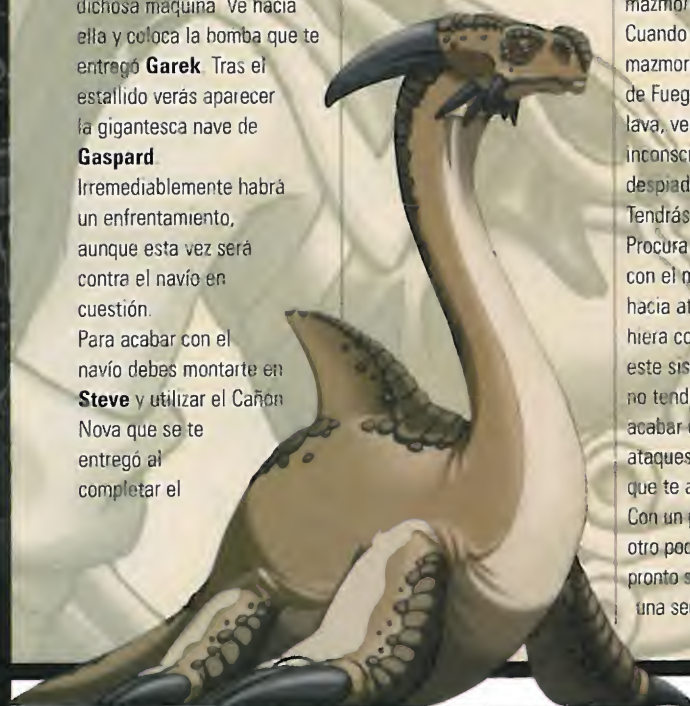 dichosa máquina. Ve hacia
ella y coloca la bomba que te
entregó Garek. Tras el
estallido verás aparecer
la gigantesca nave de
Gaspard.
Irremediablemente habrá
un enfrentamiento,
aunque esta vez será
contra el navío en
cuestión.
Para acabar con el
navío debes montarte en
Steve y utilizar el Cañón
Nova que se te
entregó al
completar el
Cuando
de Fueg
lava, ve
inconsc
despiad
Tendrás
Procura
con el
hacia at
hiera co
este sis
no tend
acabar
ataques
que te a
Con un
otro
pronto s
una se